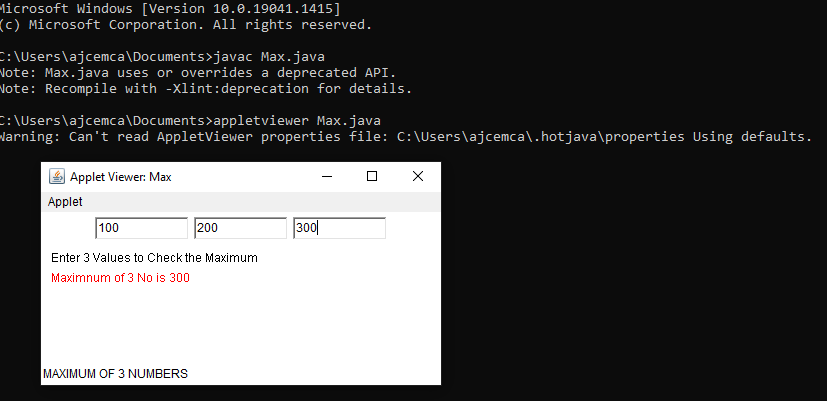 Microsoft Windows [Version 10.0.19041.1415]
(c) Microsoft Corporation. All rights reserved.
C:\Users\ajcemca\Documents>javac Max.java
Note: Max.java uses or overrides a deprecated API.
Note: Recompile with -Xlint:deprecation for details.
C:\Users\ajcemca\Documents>appletviewer Max.java
Warning: Can't read AppletViewer properties file: C:\Users\ajcemca\.hotjava\properties Using defaults.
Applet Viewer: Max
Applet
100 200 300
Enter 3 Values to Check the Maximum
Maximnum of 3 No is 300
MAXIMUM OF 3 NUMBERS